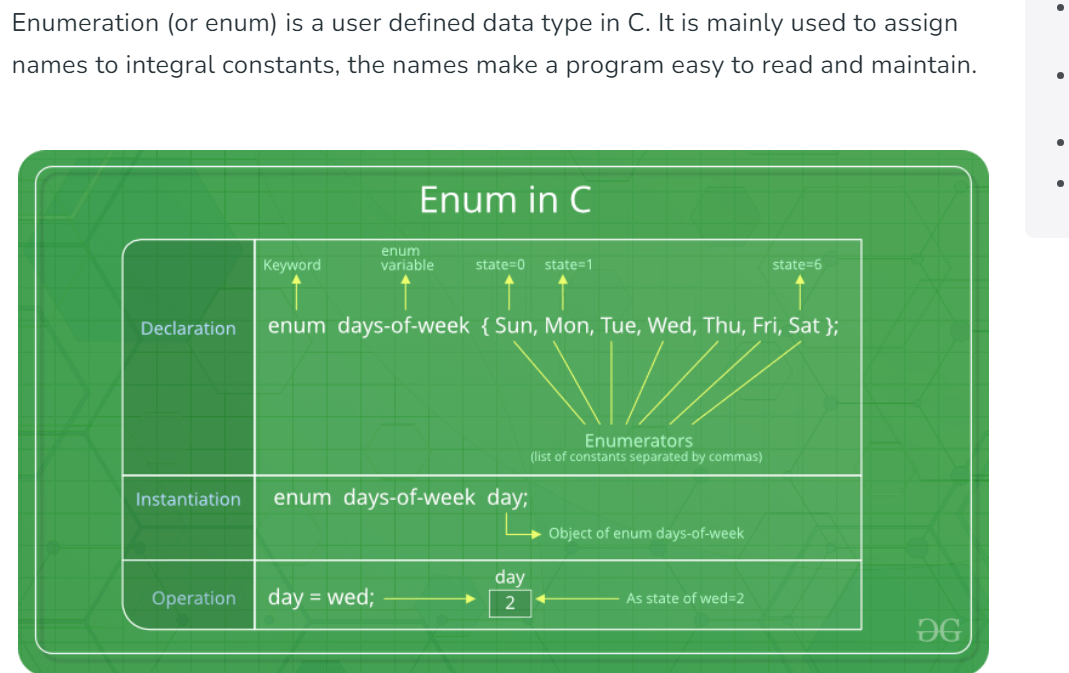 Enumeration (or enum) is a user defined data type in C. It is mainly used to assign
names to integral constants, the names make a program easy to read and maintain.
Enum in C
Keyword
enum
variable
state=0
state=1
state=6
Declaration
enum days-of-week { Sun, Mon, Tue, Wed, Thu, Fri, Sat };
Enumerators
(list of constants separated by commas)
Instantiation
enum days-of-week day;
Object of enum days-of-week
day
Operation
day = wed;
2
As state of wed=2